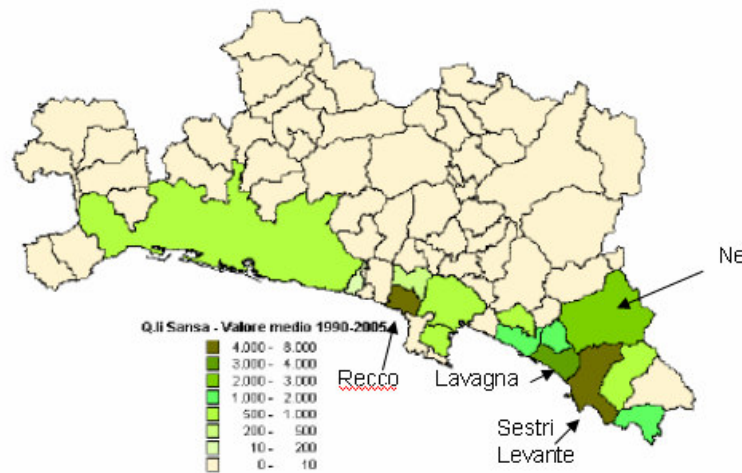 Ne
Q.li Sansa - Valore medio 1990-2005
4.000 - 8.000
3.000 - 4.000
2.000 - 3.000
1.000 - 2.000
500 - 1.000
200 - 500
10 - 200
0 - 10
Recco
Lavagna
Sestri
Levante